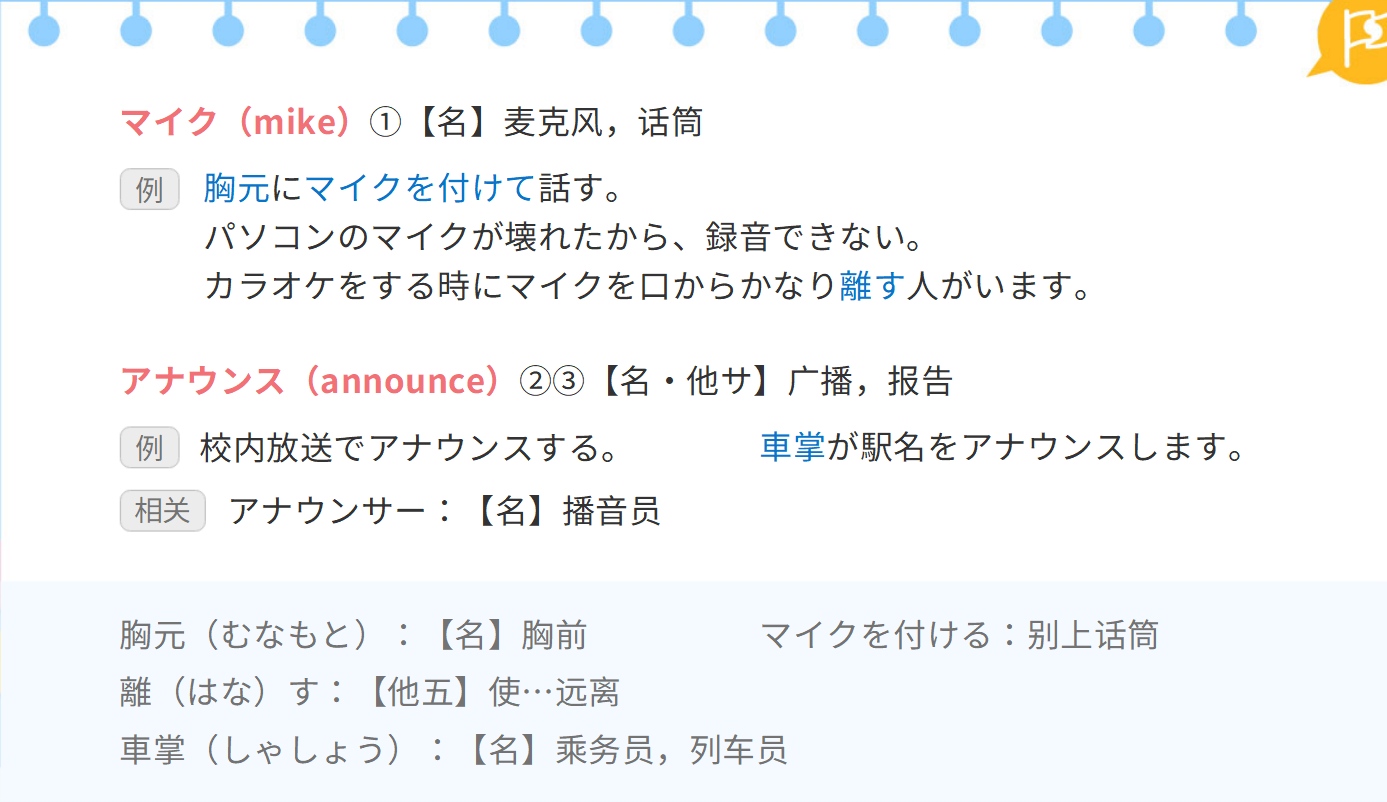 マイク（mike）①【名】麦克风，话筒
例 胸元にマイクを付けて話す。
パソコンのマイクが壊れたから、録音できない。
カラオケをする時にマイクを口からかなり離す人がいます。
アナウンス（announce）②③【名・他サ】广播，报告
例 校内放送でアナウンスする。 車掌が駅名をアナウンスします。
相关 アナウンサー：【名】播音员
胸元（むなもと）：【名】胸前 マイクを付ける：别上话筒
離（はな）す：【他五】使…远离
車掌（しゃしょう）：【名】乘务员，列车员